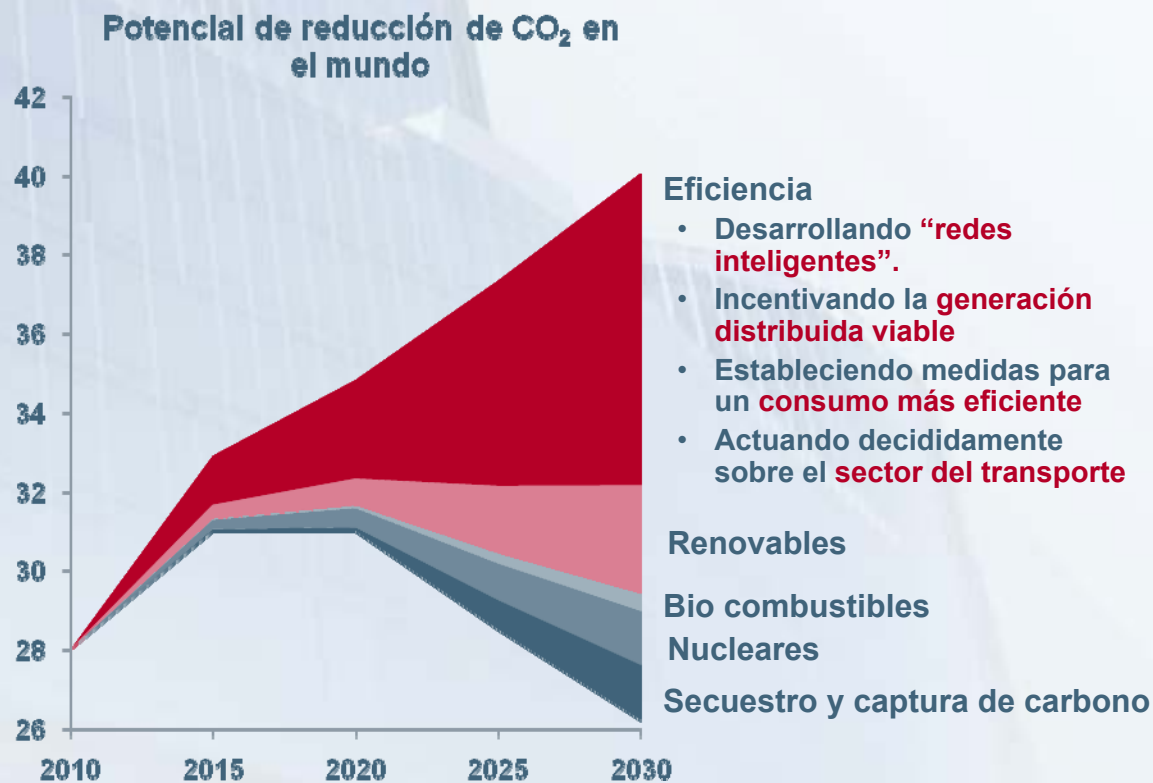 Potencial de reducción de CO₂ en
el mundo
42
40
38
36
34
32
30
28
26
2010 2015 2020 2025 2030
Eficiencia
• Desarrollando “redes
inteligentes”.
• Incentivando la generación
distribuida viable
• Estableciendo medidas para
un consumo más eficiente
• Actuando decididamente
sobre el sector del transporte
Renovables
Bio combustibles
Nucleares
Secuestro y captura de carbono